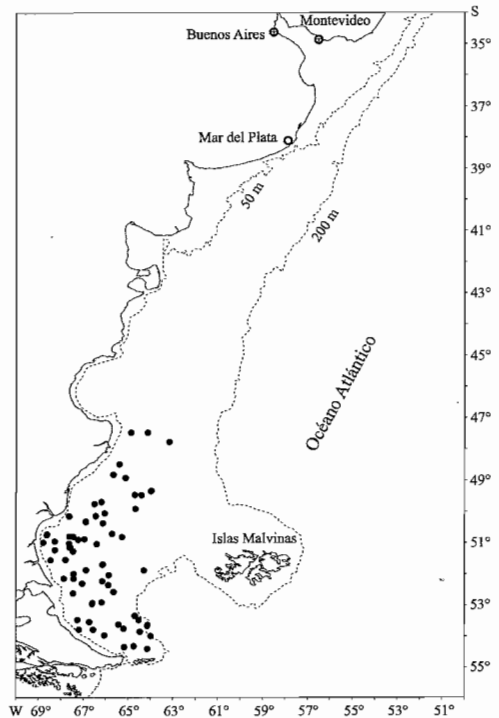 S
Montevideo
Buenos Aires
35°
37°
Mar del Plata
39°
50 m
200 m
41°
43°
45°
Océano Atlántico
47°
49°
Islas Malvinas
51°
53°
55°
W 69° 67° 65° 63° 61° 59° 57° 55° 53° 51°